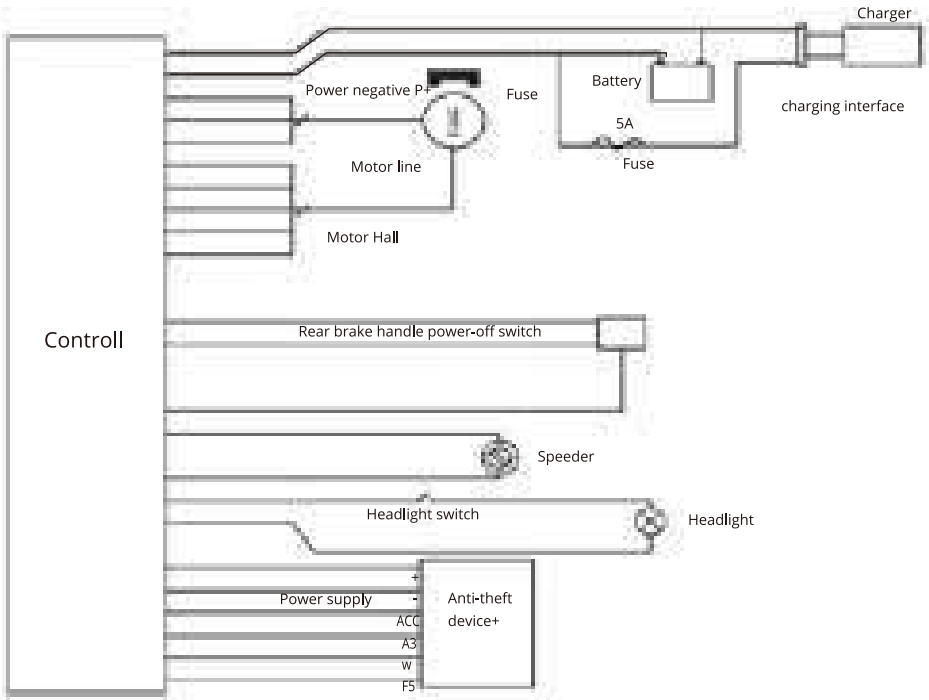 Charger
Battery
Power negative P+
Fuse
charging interface
5A
Fuse
Motor line
Motor Hall
Controll
Rear brake handle power-off switch
Speeder
Headlight switch
Headlight
+
Power supply
-
Anti-theft
device+
ACC
A3
W
F5